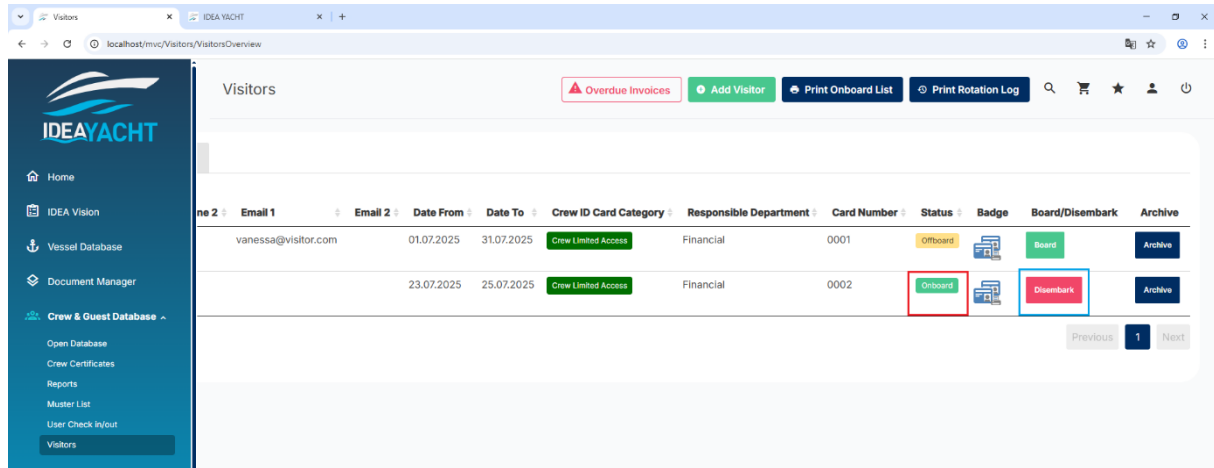 Visitors
IDEA YACHT
localhost/mvc/Visitors/VisitorsOverview
IDEAYACHT
Home
IDEA Vision
Vessel Database
Document Manager
Crew & Guest Database
Open Database
Crew Certificates
Reports
Muster List
User Check in/out
Visitors
Visitors
Overdue Invoices
Add Visitor
Print Onboard List
Print Rotation Log
ne 2 Email 1 Email 2 Date From Date To Crew ID Card Category Responsible Department Card Number Status Badge Board/Disembark Archive
vanessa@visitor.com 01.07.2025 31.07.2025 Crew Limited Access Financial 0001 Offboard Board Archive
23.07.2025 25.07.2025 Crew Limited Access Financial 0002 Onboard Disembark Archive
Previous 1 Next